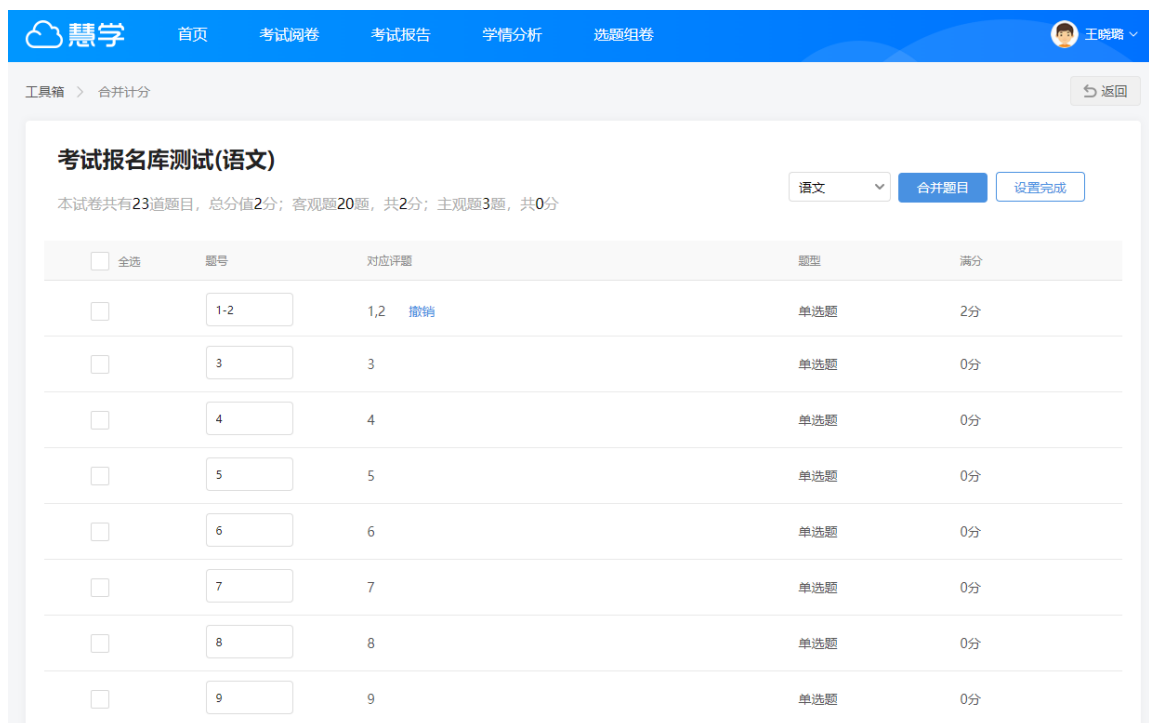 慧学 首页 考试阅卷 考试报告 学情分析 选题组卷 王晓璐
工具箱 > 合并计分 返回
考试报名库测试(语文)
语文 合并题目 设置完成
本试卷共有23道题目，总分值2分；客观题20题，共2分；主观题3题，共0分
全选 题号 对应评题 题型 满分
1-2 1,2 撤销 单选题 2分
3 3 单选题 0分
4 4 单选题 0分
5 5 单选题 0分
6 6 单选题 0分
7 7 单选题 0分
8 8 单选题 0分
9 9 单选题 0分